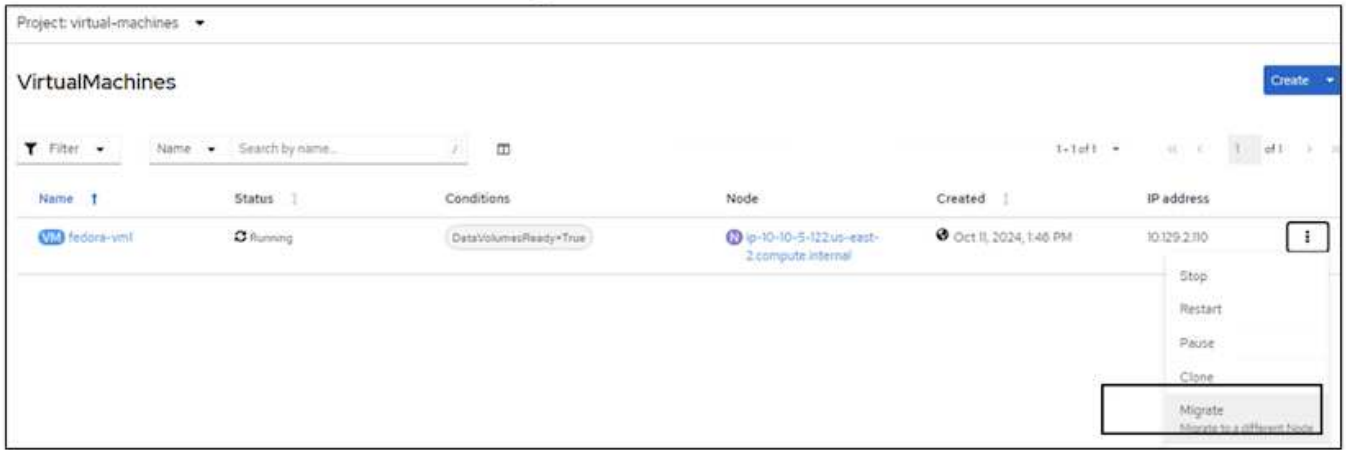 Project: virtual-machines
VirtualMachines
Create
Filter
Name
Search by name...
/
1-1 of 1
1 of 1
Name Status Conditions Node Created IP address
VM fedora-vm1 Running DataVolumesReady=True N ip-10-10-5-122.us-east- Oct 11, 2024, 1:46 PM 10.129.2.110
2.compute.internal
Stop
Restart
Pause
Clone
Migrate
Migrate to a different Node